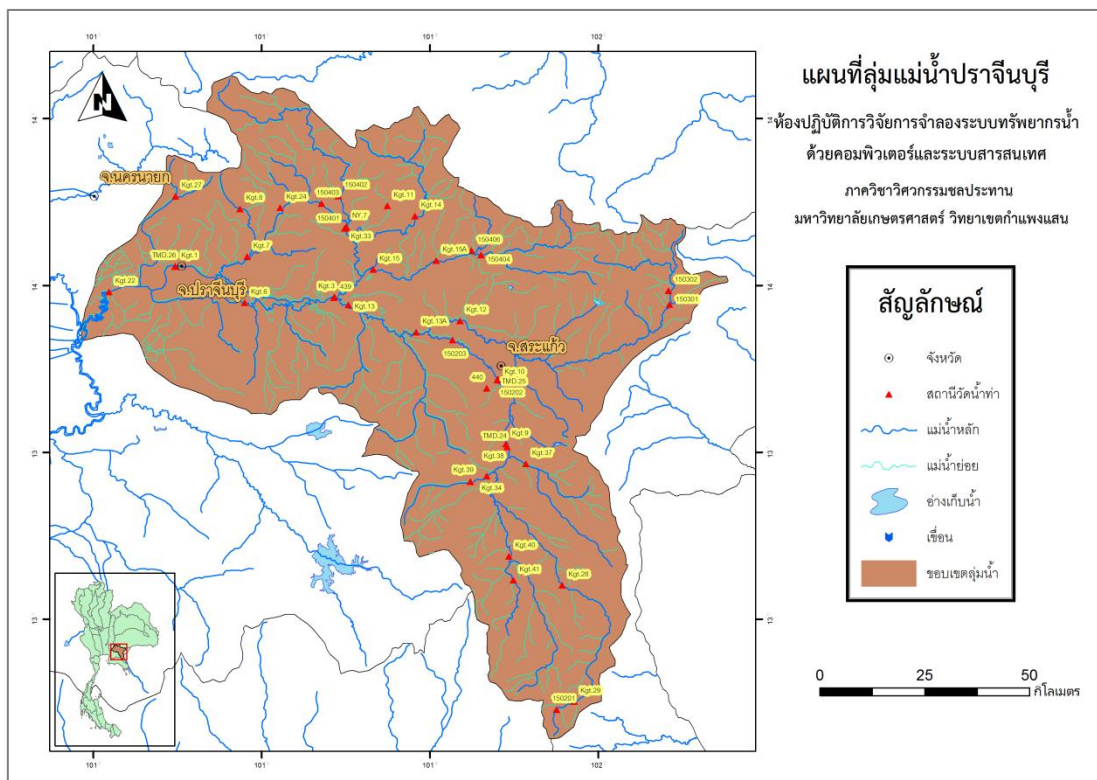 101
101
101
102
14
14
13
13
N
จ.นครนายก
Kgt.27
Kgt.8
Kgt.24
150403
150402
Kgt.11
Kgt.14
150401
NY.7
Kgt.33
TMD.26
Kgt.1
Kgt.7
Kgt.15
Kgt.15A
150406
150404
Kgt.22
จ.ปราจีนบุรี
Kgt.6
Kgt.3
439
Kgt.13
150302
150301
Kgt.13A
Kgt.12
150203
จ.สระแก้ว
Kgt.10
440
TMD.25
150202
TMD.24
Kgt.9
Kgt.38
Kgt.37
Kgt.39
Kgt.34
Kgt.40
Kgt.41
Kgt.28
150201
Kgt.29
101
101
101
102
แผนที่ลุ่มแม่น้ำปราจีนบุรี
ห้องปฏิบัติการวิจัยการจำลองระบบทรัพยากรน้ำ
ด้วยคอมพิวเตอร์และระบบสารสนเทศ
ภาควิชาวิศวกรรมชลประทาน
มหาวิทยาลัยเกษตรศาสตร์ วิทยาเขตกำแพงแสน
สัญลักษณ์
จังหวัด
สถานีวัดน้ำท่า
แม่น้ำหลัก
แม่น้ำย่อย
อ่างเก็บน้ำ
เขื่อน
ขอบเขตลุ่มน้ำ
0 25 50
กิโลเมตร